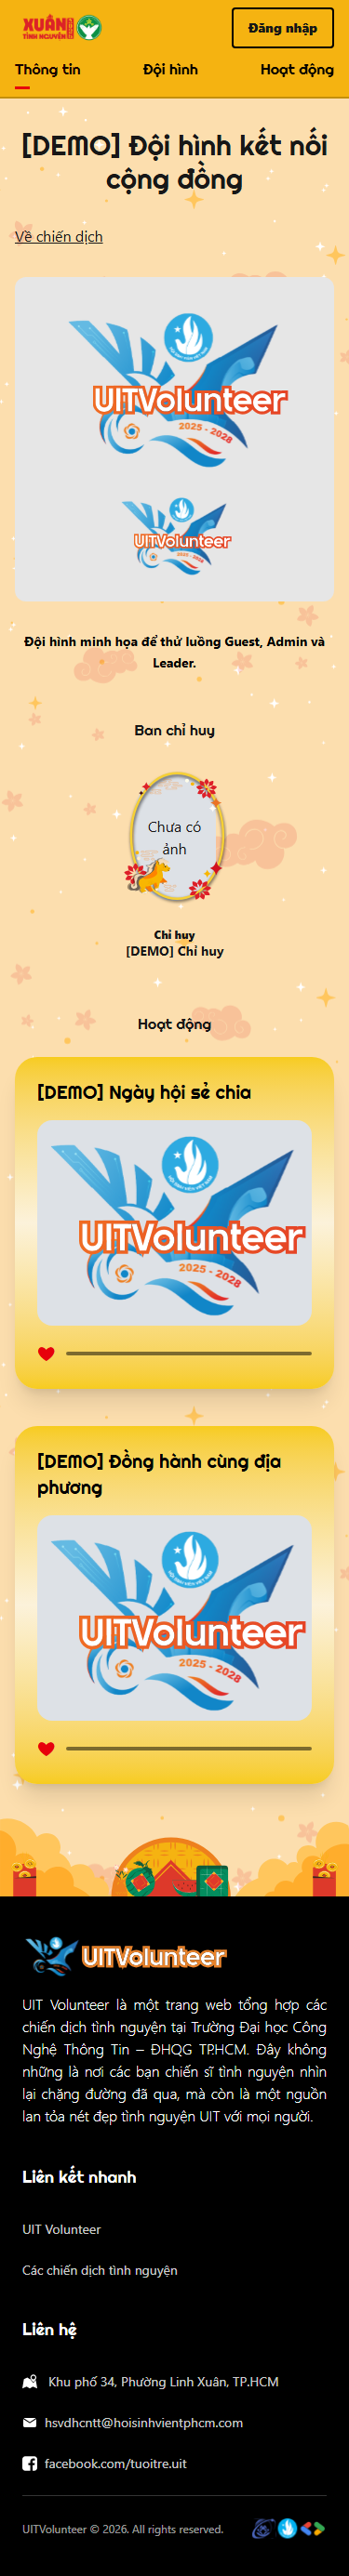 XUÂN
TÌNH NGUYỆN
Đăng nhập
Thông tin
Đội hình
Hoạt động
[DEMO] Đội hình kết nối
cộng đồng
Về chiến dịch
UITVolunteer
2025 - 2028
UITVolunteer
Đội hình minh họa để thử luồng Guest, Admin và
Leader.
Ban chỉ huy
Chưa có
ảnh
Chỉ huy
[DEMO] Chỉ huy
Hoạt động
[DEMO] Ngày hội sẻ chia
UITVolunteer
2025 - 2028
[DEMO] Đồng hành cùng địa
phương
UITVolunteer
2025 - 2028
UITVolunteer
UIT Volunteer là một trang web tổng hợp các
chiến dịch tình nguyện tại Trường Đại học Công
Nghệ Thông Tin – ĐHQG TP.HCM. Đây không
những là nơi các bạn chiến sĩ tình nguyện nhìn
lại chặng đường đã qua, mà còn là một nguồn
lan tỏa nét đẹp tình nguyện UIT với mọi người.
Liên kết nhanh
UIT Volunteer
Các chiến dịch tình nguyện
Liên hệ
Khu phố 34, Phường Linh Xuân, TP.HCM
hsvdhcntt@hoisinhvientphcm.com
facebook.com/tuoitre.uit
UITVolunteer © 2026. All rights reserved.